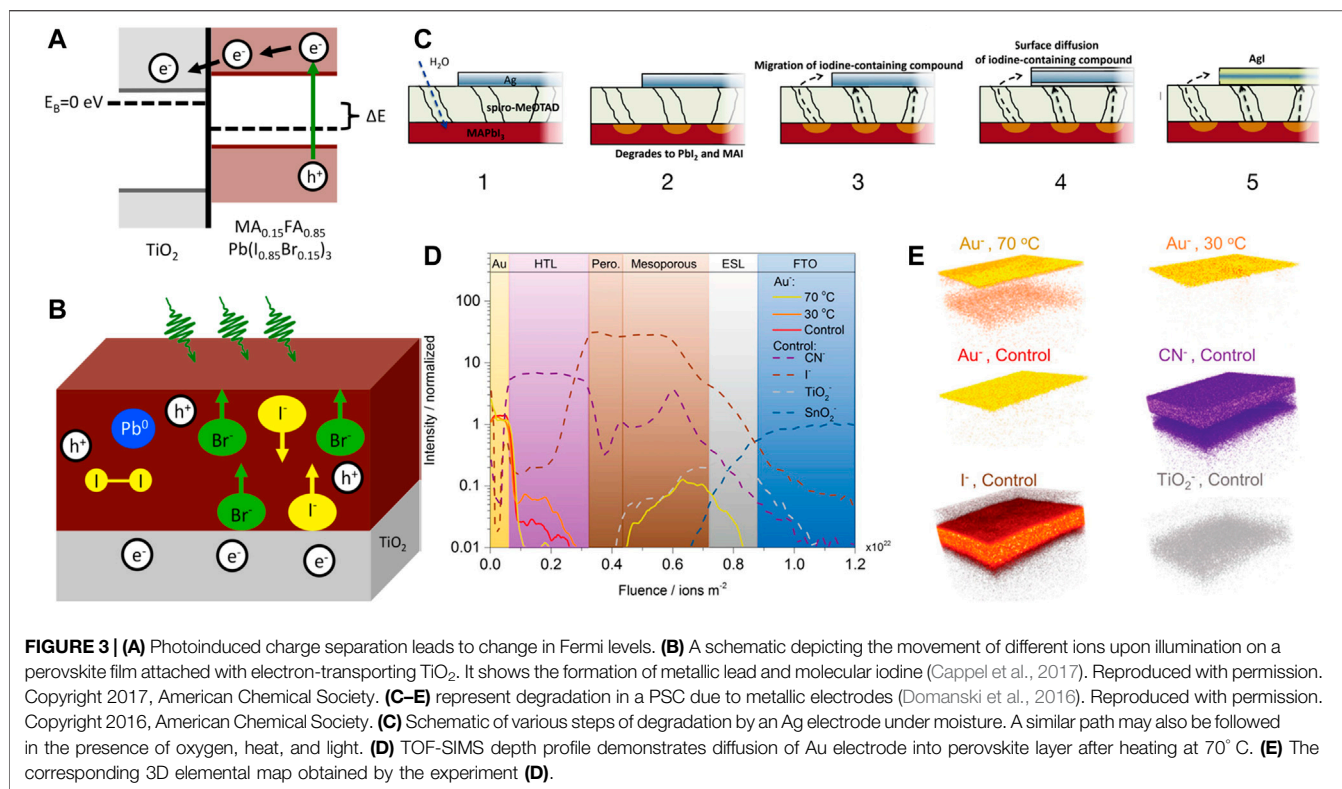 A
e⁻ e⁻ e⁻
E_B=0 eV
ΔE
h⁺
TiO₂
MA₀.₁₅FA₀.₈₅
Pb(I₀.₈₅Br₀.₁₅)₃
B
h⁺
Pb⁰
h⁺
Br⁻
I⁻
Br⁻
I
I
Br⁻
I⁻
h⁺
e⁻ e⁻ e⁻
TiO₂
C
H₂O
Ag
spiro-MeOTAD
MAPbI₃
1
Degrades to PbI₂ and MAI
2
Migration of iodine-containing compound
3
Surface diffusion
of iodine-containing compound
4
AgI
I
5
D
Au HTL Pero. Mesoporous ESL FTO
Au⁻:
70 °C
30 °C
Control
Control:
CN⁻
I⁻
TiO₂⁻
SnO₂⁻
Intensity / normalized
100
10
1
0.1
0.01
0.0 0.2 0.4 0.6 0.8 1.0 1.2
x10²²
Fluence / ions m⁻²
E
Au⁻, 70 °C
Au⁻, 30 °C
Au⁻, Control
CN⁻, Control
I⁻, Control
TiO₂⁻, Control
FIGURE 3 | (A) Photoinduced charge separation leads to change in Fermi levels. (B) A schematic depicting the movement of different ions upon illumination on a
perovskite film attached with electron-transporting TiO₂. It shows the formation of metallic lead and molecular iodine (Cappel et al., 2017). Reproduced with permission.
Copyright 2017, American Chemical Society. (C–E) represent degradation in a PSC due to metallic electrodes (Domanski et al., 2016). Reproduced with permission.
Copyright 2016, American Chemical Society. (C) Schematic of various steps of degradation by an Ag electrode under moisture. A similar path may also be followed
in the presence of oxygen, heat, and light. (D) TOF-SIMS depth profile demonstrates diffusion of Au electrode into perovskite layer after heating at 70° C. (E) The
corresponding 3D elemental map obtained by the experiment (D).